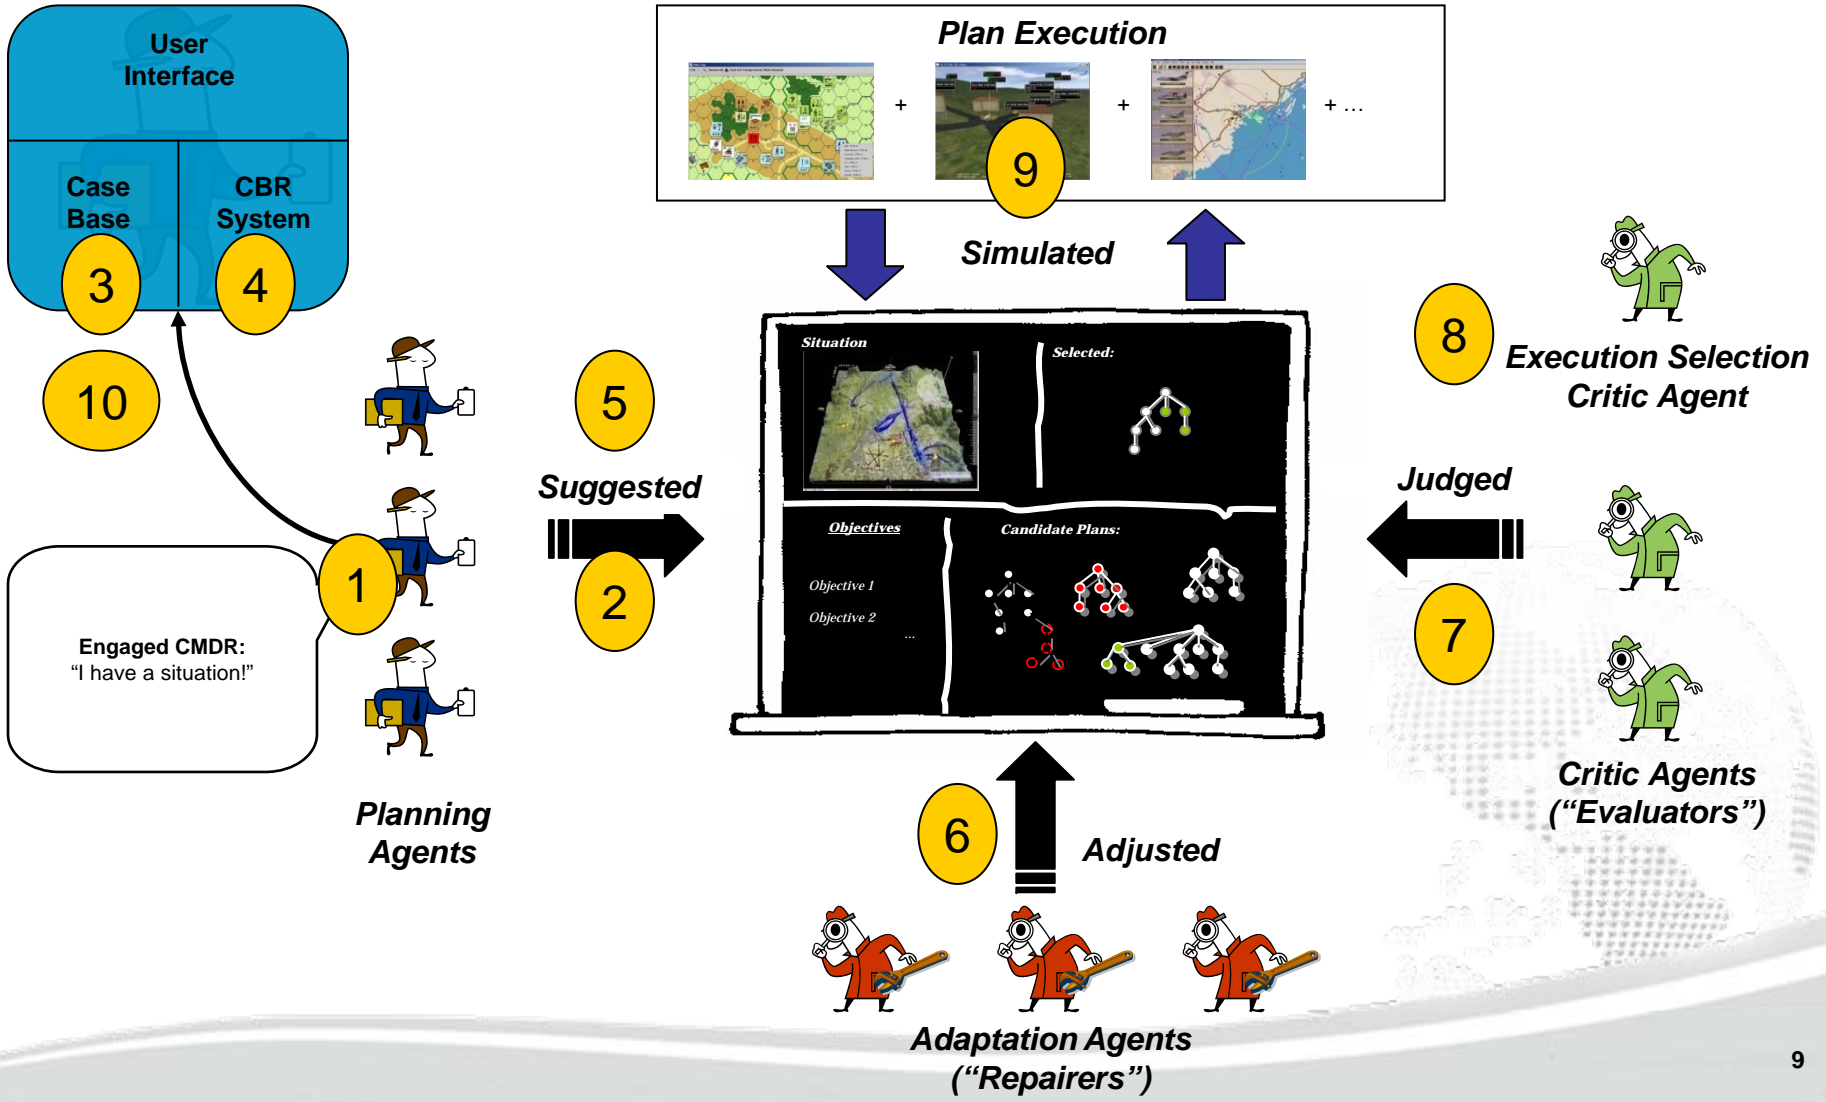 User
Interface
Case
Base
CBR
System
3
4
10
Plan Execution
+
+
+ ...
9
Simulated
8
Execution Selection
Critic Agent
5
Suggested
2
1
Engaged CMDR:
“I have a situation!”
Planning
Agents
Situation
Selected:
Objectives
Objective 1
Objective 2
...
Candidate Plans:
Judged
7
Critic Agents
(“Evaluators”)
6
Adjusted
Adaptation Agents
(“Repairers”)
9